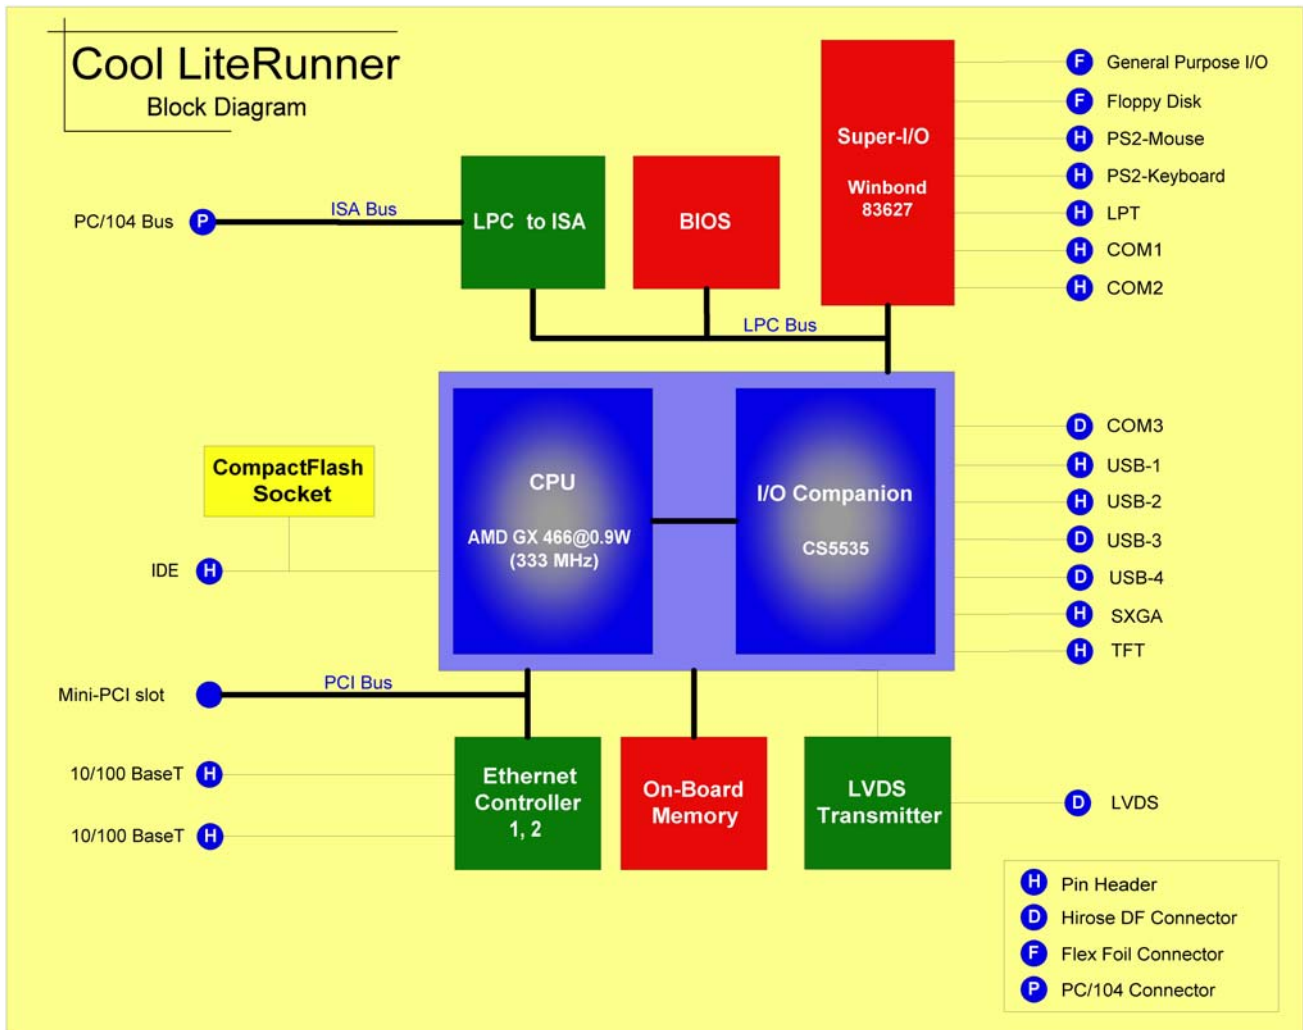 Cool LiteRunner
Block Diagram
F General Purpose I/O
F Floppy Disk
H PS2-Mouse
H PS2-Keyboard
H LPT
H COM1
H COM2
Super-I/O
Winbond
83627
PC/104 Bus P
ISA Bus
LPC to ISA
BIOS
LPC Bus
CompactFlash
Socket
IDE H
CPU
AMD GX 466@0.9W
(333 MHz)
I/O Companion
CS5535
D COM3
H USB-1
H USB-2
D USB-3
D USB-4
H SXGA
H TFT
Mini-PCI slot
PCI Bus
10/100 BaseT H
10/100 BaseT H
Ethernet
Controller
1, 2
On-Board
Memory
LVDS
Transmitter
D LVDS
H Pin Header
D Hirose DF Connector
F Flex Foil Connector
P PC/104 Connector